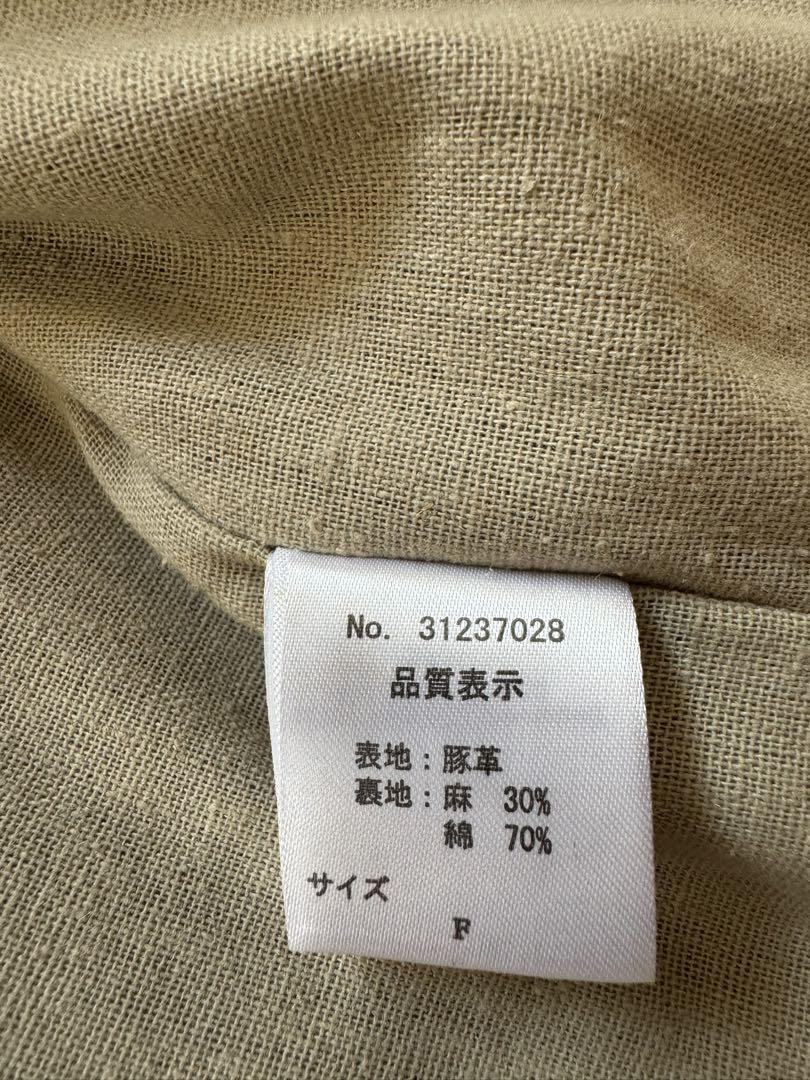 No. 31237028
品質表示
表地:豚革
裏地:麻 30%
綿 70%
サイズ
F